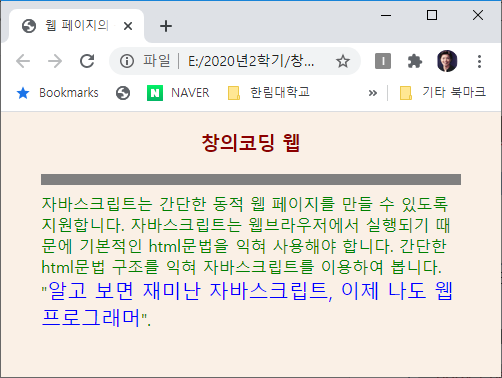 웹 페이지의
파일 | E:/2020년2학기/창...
Bookmarks NAVER 한림대학교 » 기타 북마크
창의코딩 웹
자바스크립트는 간단한 동적 웹 페이지를 만들 수 있도록
지원합니다. 자바스크립트는 웹브라우저에서 실행되기 때
문에 기본적인 html문법을 익혀 사용해야 합니다. 간단한
html문법 구조를 익혀 자바스크립트를 이용하여 봅니다.
"알고 보면 재미난 자바스크립트, 이제 나도 웹
프로그래머".